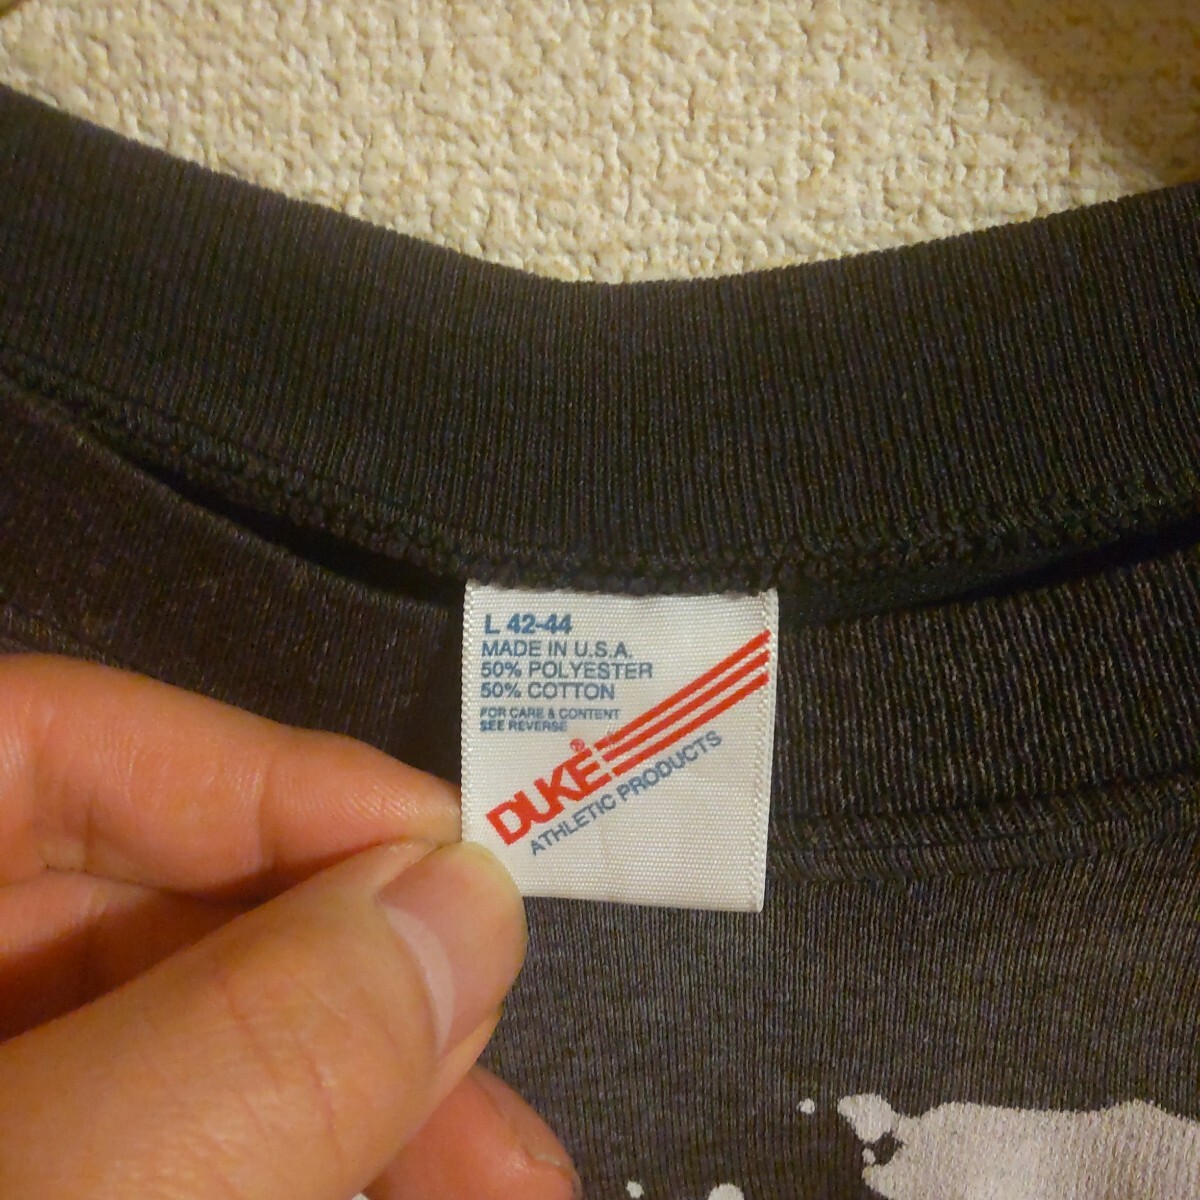 L 42-44
MADE IN U.S.A.
50% POLYESTER
50% COTTON
FOR CARE & CONTENT
SEE REVERSE
DUKE®
ATHLETIC PRODUCTS